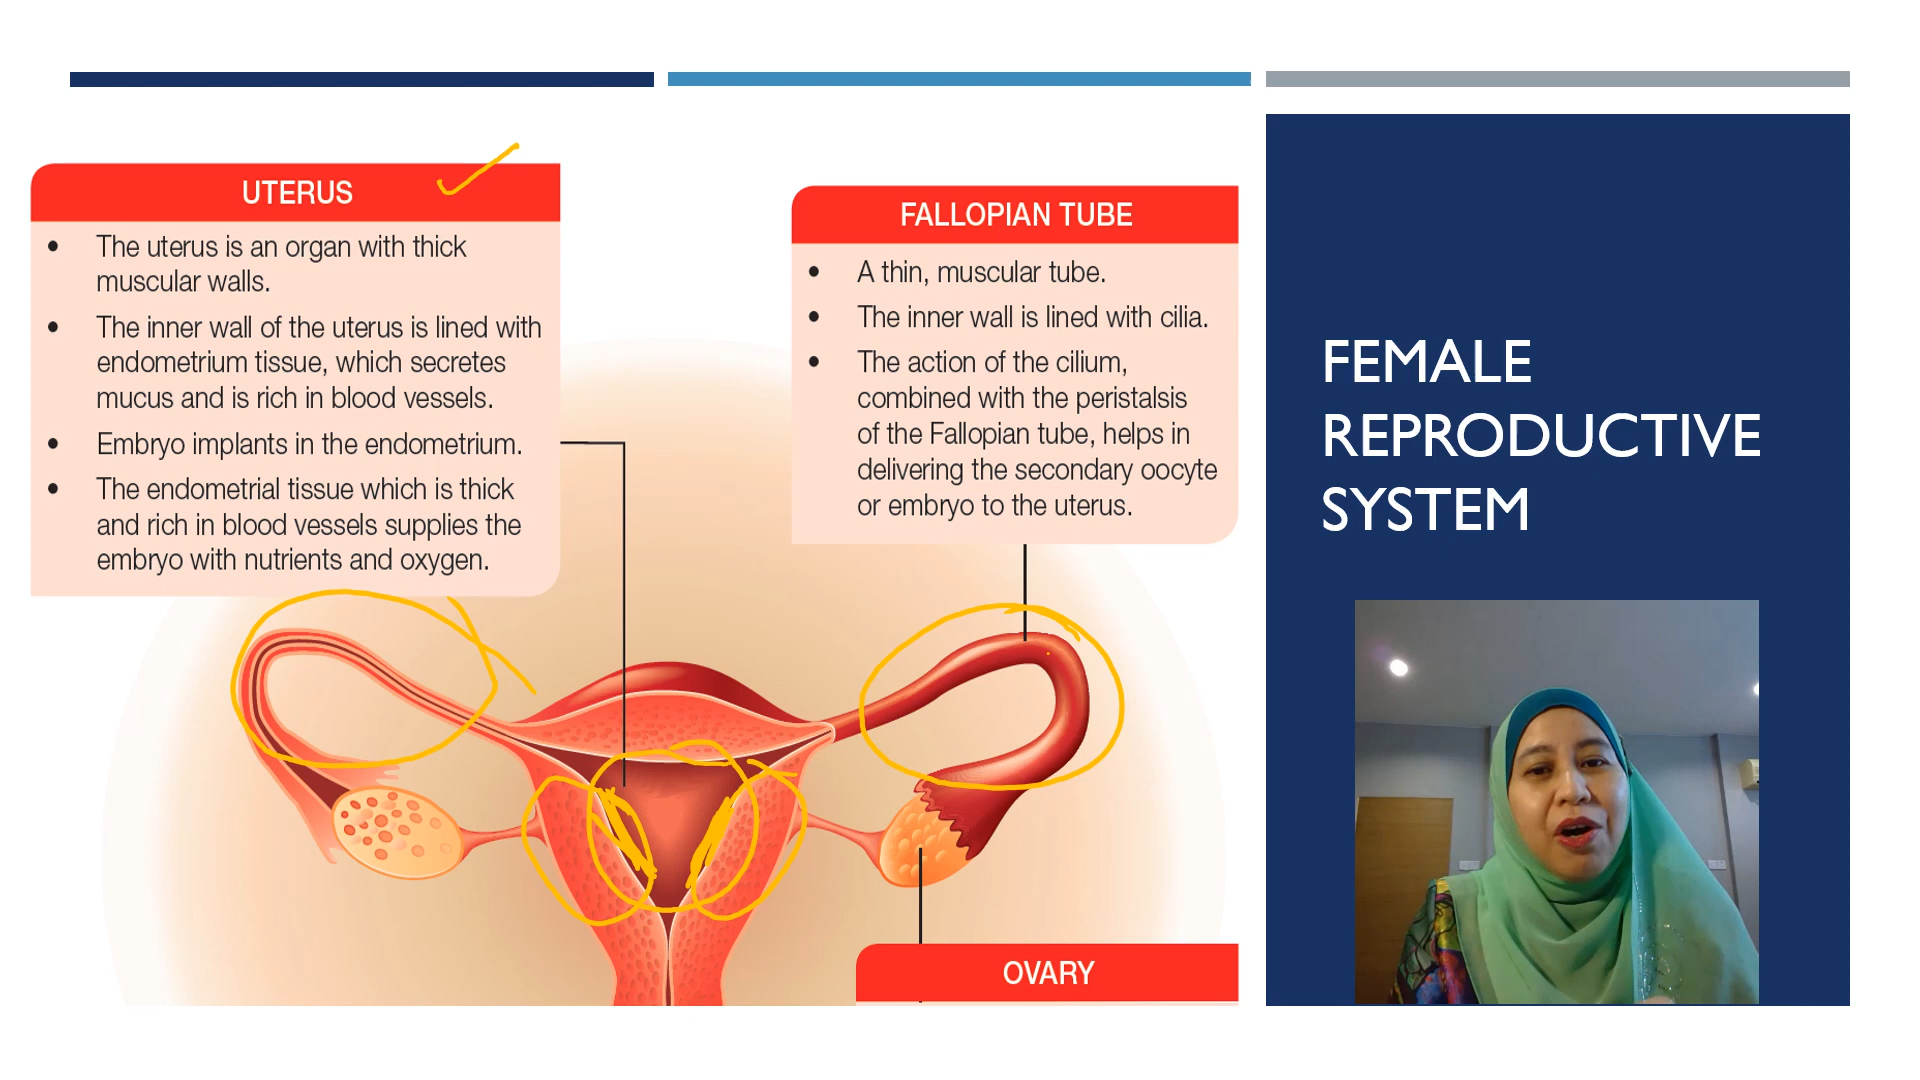 UTERUS
• The uterus is an organ with thick
muscular walls.
• The inner wall of the uterus is lined with
endometrium tissue, which secretes
mucus and is rich in blood vessels.
• Embryo implants in the endometrium.
• The endometrial tissue which is thick
and rich in blood vessels supplies the
embryo with nutrients and oxygen.
FALLOPIAN TUBE
• A thin, muscular tube.
• The inner wall is lined with cilia.
• The action of the cilium,
combined with the peristalsis
of the Fallopian tube, helps in
delivering the secondary oocyte
or embryo to the uterus.
OVARY
FEMALE
REPRODUCTIVE
SYSTEM